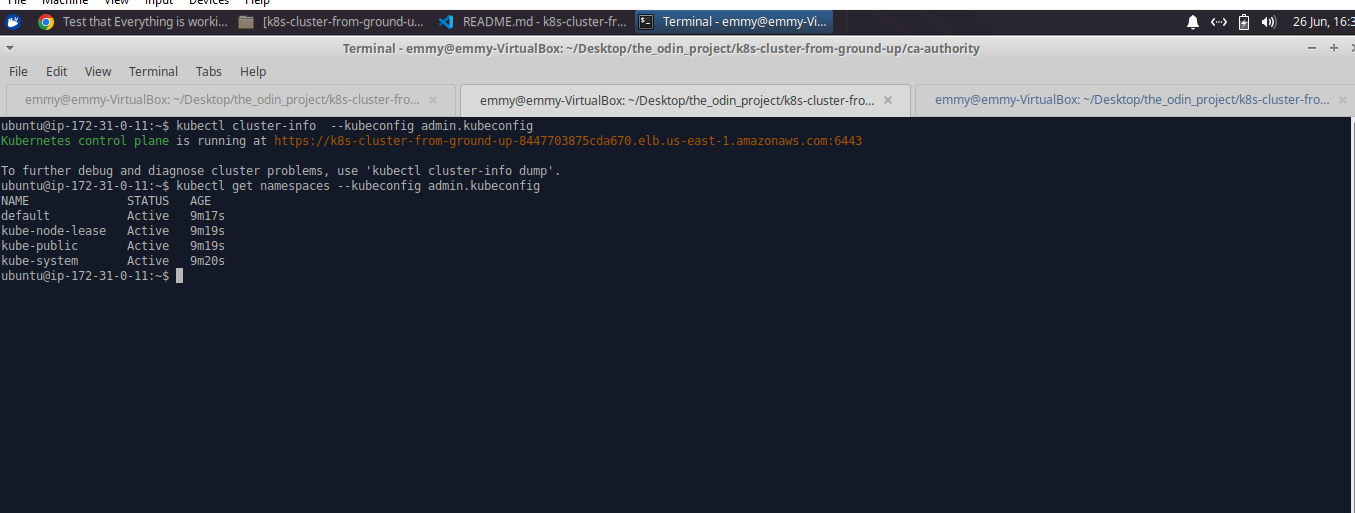 File Machine View Input Devices Help
Test that Everything is worki... [k8s-cluster-from-ground-u... README.md - k8s-cluster-fr... Terminal - emmy@emmy-Vi... 26 Jun, 16:3
Terminal - emmy@emmy-VirtualBox: ~/Desktop/the_odin_project/k8s-cluster-from-ground-up/ca-authority
File Edit View Terminal Tabs Help
emmy@emmy-VirtualBox: ~/Desktop/the_odin_project/k8s-cluster-fro... emmy@emmy-VirtualBox: ~/Desktop/the_odin_project/k8s-cluster-fro... emmy@emmy-VirtualBox: ~/Desktop/the_odin_project/k8s-cluster-fro...
ubuntu@ip-172-31-0-11:~$ kubectl cluster-info  --kubeconfig admin.kubeconfig
Kubernetes control plane is running at https://k8s-cluster-from-ground-up-8447703875cda670.elb.us-east-1.amazonaws.com:6443
To further debug and diagnose cluster problems, use 'kubectl cluster-info dump'.
ubuntu@ip-172-31-0-11:~$ kubectl get namespaces --kubeconfig admin.kubeconfig
NAME              STATUS   AGE
default           Active   9m17s
kube-node-lease   Active   9m19s
kube-public       Active   9m19s
kube-system       Active   9m20s
ubuntu@ip-172-31-0-11:~$